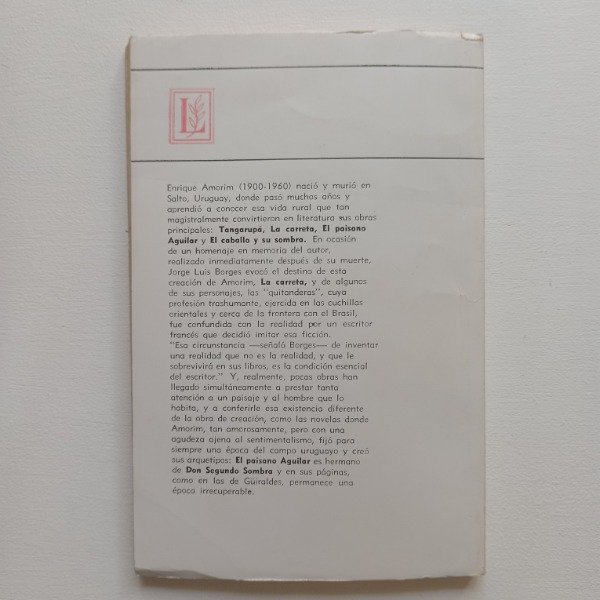 L
Enrique Amorim (1900-1960) nació y murió en
Salto, Uruguay, donde pasó muchos años y
aprendió a conocer esa vida rural que tan
magistralmente convirtieron en literatura sus obras
principales: Tangarupá, La carreta, El paisano
Aguilar y El caballo y su sombra. En ocasión
de un homenaje en memoria del autor,
realizado inmediatamente después de su muerte,
Jorge Luis Borges evocó el destino de esta
creación de Amorim, La carreta, y de algunos
de sus personajes, las "quitanderas", cuya
profesión trashumante, ejercida en las cuchillas
orientales y cerca de la frontera con el Brasil,
fue confundida con la realidad por un escritor
francés que decidió imitar esa ficción.
"Esa circunstancia —señaló Borges— de inventar
una realidad que no es la realidad, y que le
sobrevivirá en sus libros, es la condición esencial
del escritor." Y, realmente, pocas obras han
llegado simultáneamente a prestar tanta
atención a un paisaje y al hombre que lo
habita, y a conferirle esa existencia diferente
de la obra de creación, como las novelas donde
Amorim, tan amorosamente, pero con una
agudeza ajena al sentimentalismo, fijó para
siempre una época del campo uruguayo y creó
sus arquetipos: El paisano Aguilar es hermano
de Don Segundo Sombra y en sus páginas,
como en las de Güiraldes, permanece una
época irrecuperable.